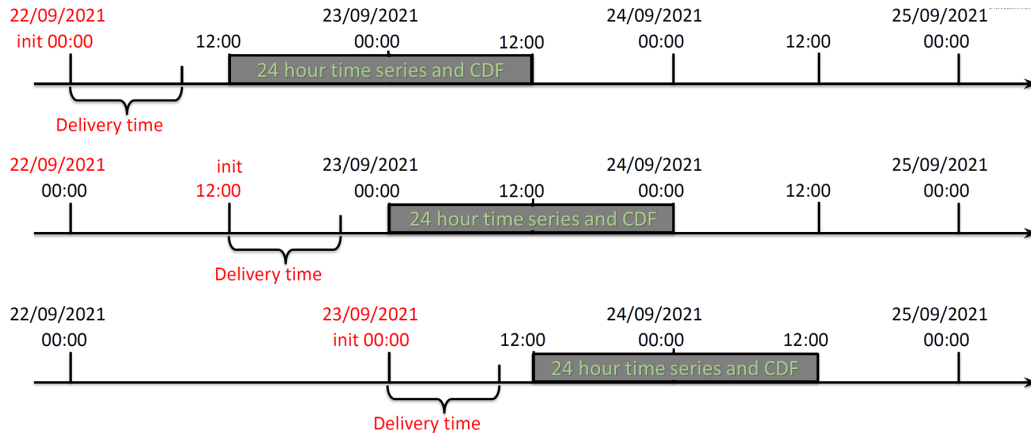 22/09/2021 23/09/2021 24/09/2021 25/09/2021
init 00:00 12:00 00:00 12:00 00:00 12:00 00:00
24 hour time series and CDF
Delivery time
22/09/2021 init 23/09/2021 24/09/2021 25/09/2021
00:00 12:00 00:00 12:00 00:00 12:00 00:00
24 hour time series and CDF
Delivery time
22/09/2021 23/09/2021 24/09/2021 25/09/2021
00:00 init 00:00 12:00 00:00 12:00 00:00
24 hour time series and CDF
Delivery time